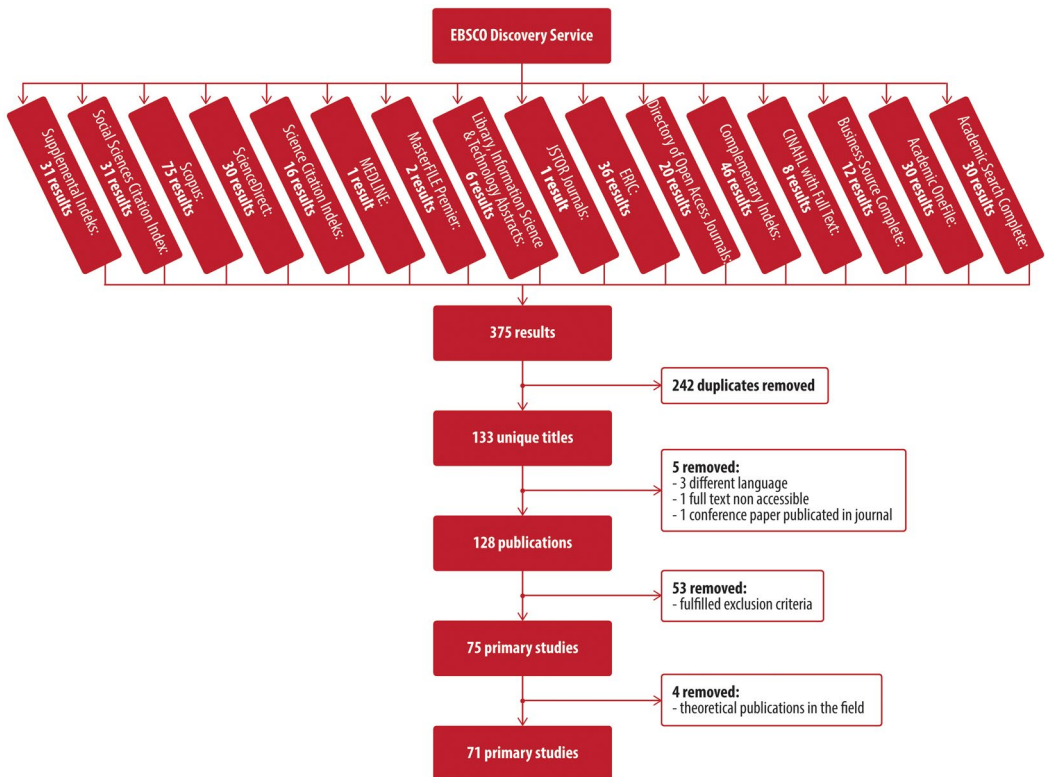 EBSCO Discovery Service
Supplemental Indeks:
31 results
Social Sciences Citation Index:
31 results
Scopus:
75 results
ScienceDirect:
30 results
Science Citation Indeks:
16 results
MEDLINE:
1 result
MasterFILE Premier:
2 results
Library, Information Science
& Technology Abstracts:
6 results
JSTOR Journals:
1 result
ERIC:
36 results
Directory of Open Access Journals:
20 results
Complementary Indeks:
46 results
CINAHL with Full Text:
8 results
Business Source Complete:
12 results
Academic OneFile:
30 results
Academic Search Complete:
30 results
375 results
242 duplicates removed
133 unique titles
5 removed:
- 3 different language
- 1 full text non accessible
- 1 conference paper publicated in journal
128 publications
53 removed:
- fulfilled exclusion criteria
75 primary studies
4 removed:
- theoretical publications in the field
71 primary studies